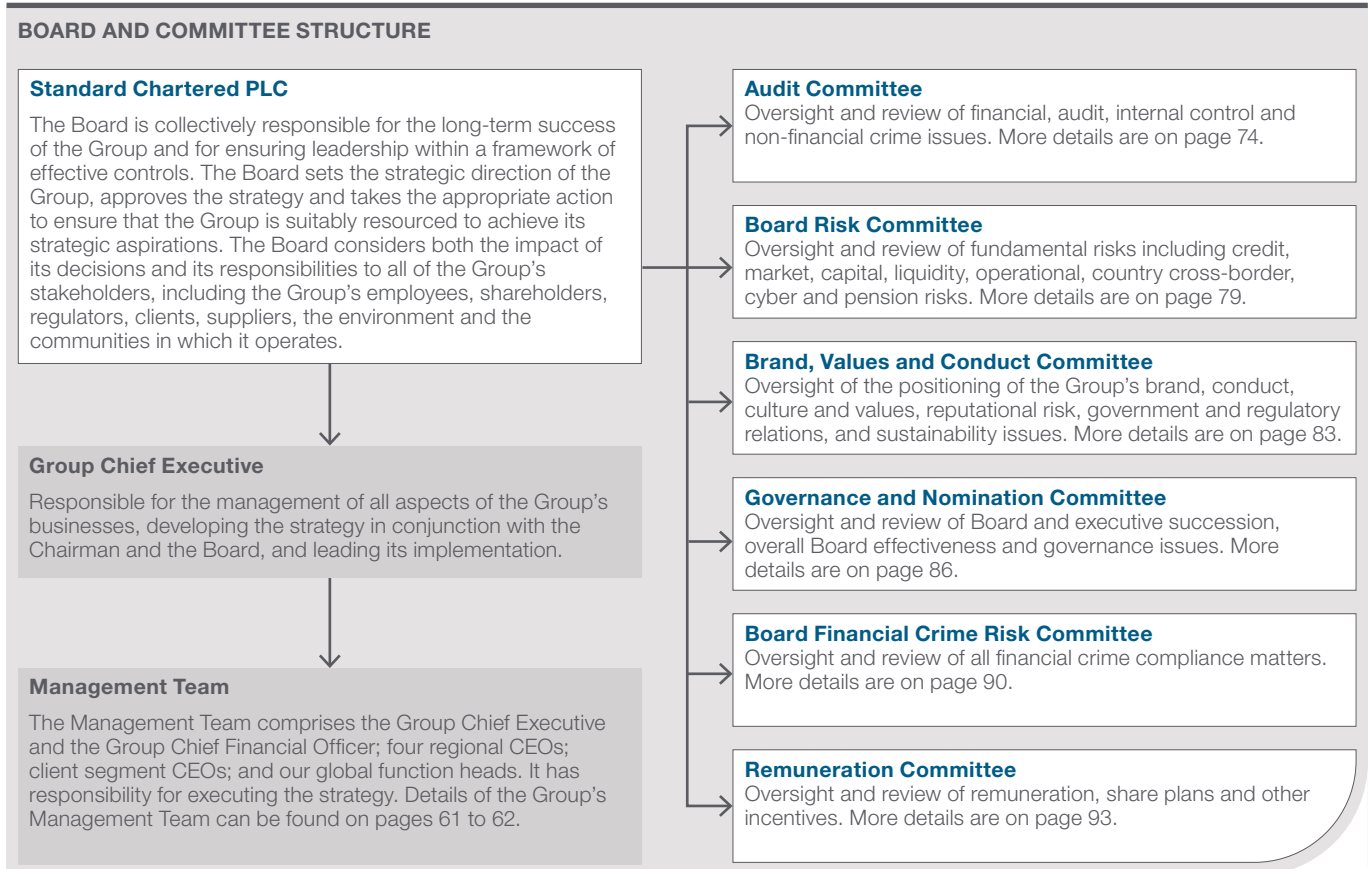 BOARD AND COMMITTEE STRUCTURE
Standard Chartered PLC
The Board is collectively responsible for the long-term success
of the Group and for ensuring leadership within a framework of
effective controls. The Board sets the strategic direction of the
Group, approves the strategy and takes the appropriate action
to ensure that the Group is suitably resourced to achieve its
strategic aspirations. The Board considers both the impact of
its decisions and its responsibilities to all of the Group’s
stakeholders, including the Group’s employees, shareholders,
regulators, clients, suppliers, the environment and the
communities in which it operates.
Group Chief Executive
Responsible for the management of all aspects of the Group’s
businesses, developing the strategy in conjunction with the
Chairman and the Board, and leading its implementation.
Management Team
The Management Team comprises the Group Chief Executive
and the Group Chief Financial Officer; four regional CEOs;
client segment CEOs; and our global function heads. It has
responsibility for executing the strategy. Details of the Group’s
Management Team can be found on pages 61 to 62.
Audit Committee
Oversight and review of financial, audit, internal control and
non-financial crime issues. More details are on page 74.
Board Risk Committee
Oversight and review of fundamental risks including credit,
market, capital, liquidity, operational, country cross-border,
cyber and pension risks. More details are on page 79.
Brand, Values and Conduct Committee
Oversight of the positioning of the Group’s brand, conduct,
culture and values, reputational risk, government and regulatory
relations, and sustainability issues. More details are on page 83.
Governance and Nomination Committee
Oversight and review of Board and executive succession,
overall Board effectiveness and governance issues. More
details are on page 86.
Board Financial Crime Risk Committee
Oversight and review of all financial crime compliance matters.
More details are on page 90.
Remuneration Committee
Oversight and review of remuneration, share plans and other
incentives. More details are on page 93.